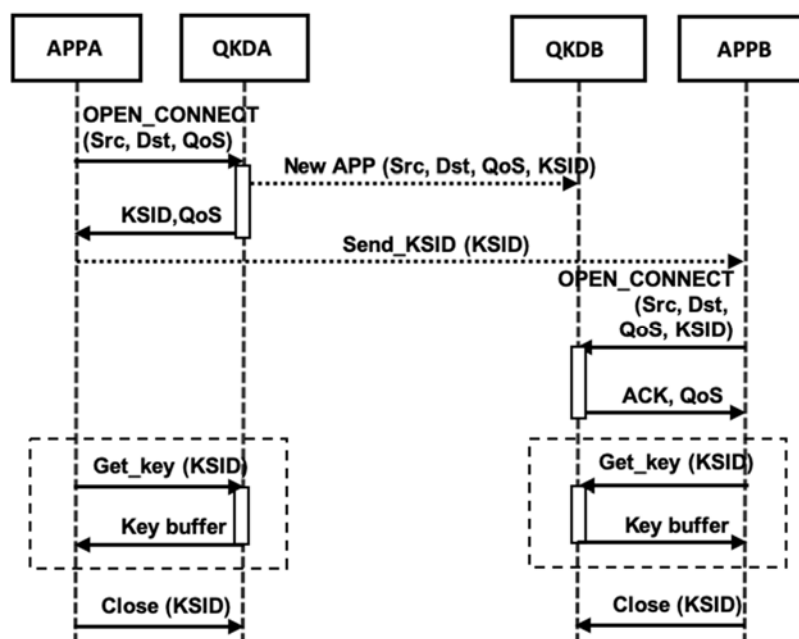 APPA
QKDA
QKDB
APPB
OPEN_CONNECT
(Src, Dst, QoS)
New APP (Src, Dst, QoS, KSID)
KSID,QoS
Send_KSID (KSID)
OPEN_CONNECT
(Src, Dst,
QoS, KSID)
ACK, QoS
Get_key (KSID)
Get_key (KSID)
Key buffer
Key buffer
Close (KSID)
Close (KSID)